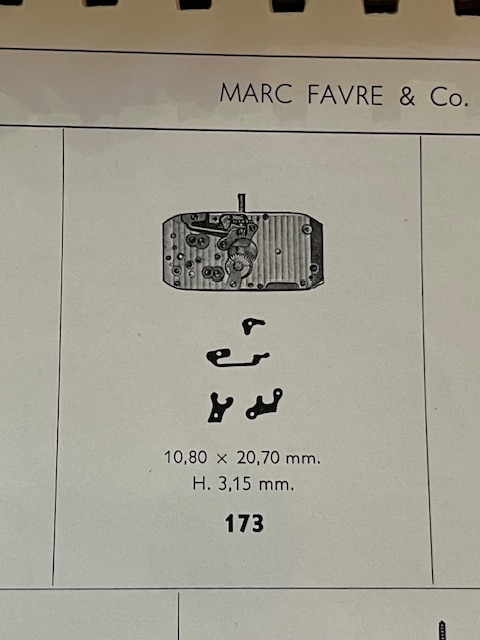 MARC FAVRE & Co.
10,80 × 20,70 mm.
H. 3,15 mm.
173